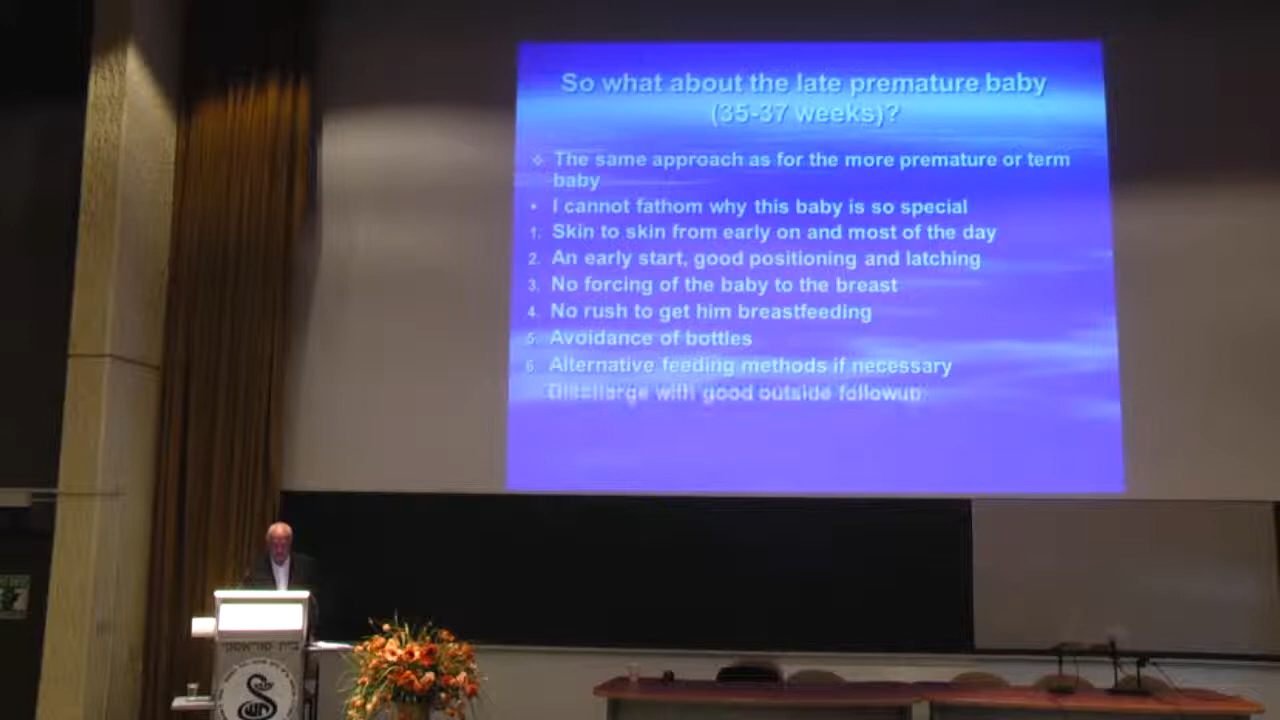 So what about the late premature baby
(35-37 weeks)?
❖ The same approach as for the more premature or term
baby
• I cannot fathom why this baby is so special
1. Skin to skin from early on and most of the day
2. An early start, good positioning and latching
3. No forcing of the baby to the breast
4. No rush to get him breastfeeding
5. Avoidance of bottles
6. Alternative feeding methods if necessary
Discharge with good outside followup